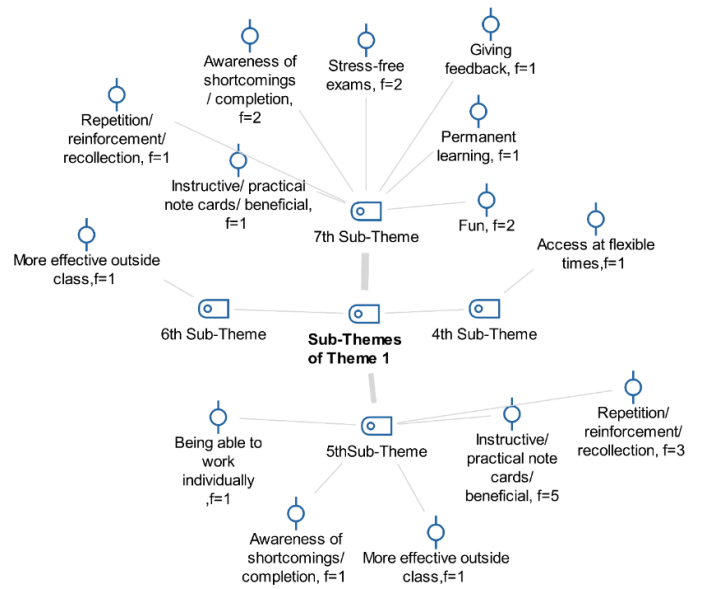 Awareness of
shortcomings
/ completion,
f=2
Stress-free
exams, f=2
Giving
feedback, f=1
Repetition/
reinforcement/
recollection, f=1
Permanent
learning, f=1
Instructive/ practical
note cards/ beneficial,
f=1
7th Sub-Theme
Fun, f=2
Access at flexible
times,f=1
More effective outside
class,f=1
6th Sub-Theme
Sub-Themes
of Theme 1
4th Sub-Theme
Being able to
work
individually
,f=1
5thSub-Theme
Instructive/
practical note
cards/
beneficial, f=5
Repetition/
reinforcement/
recollection, f=3
Awareness of
shortcomings/
completion, f=1
More effective outside
class,f=1